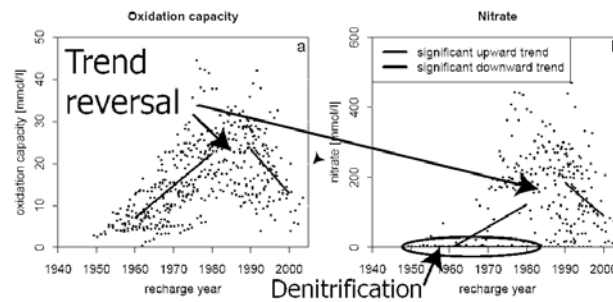 Oxidation capacity
a
oxidation capacity [mmol/l]
50
40
30
20
10
0
1940 1950 1960 1970 1980 1990 2000
recharge year
Trend
reversal
Nitrate
significant upward trend
significant downward trend
nitrate [mmol/l]
600
400
200
0
1940 1950 1960 1970 1980 1990 2000
recharge year
Denitrification